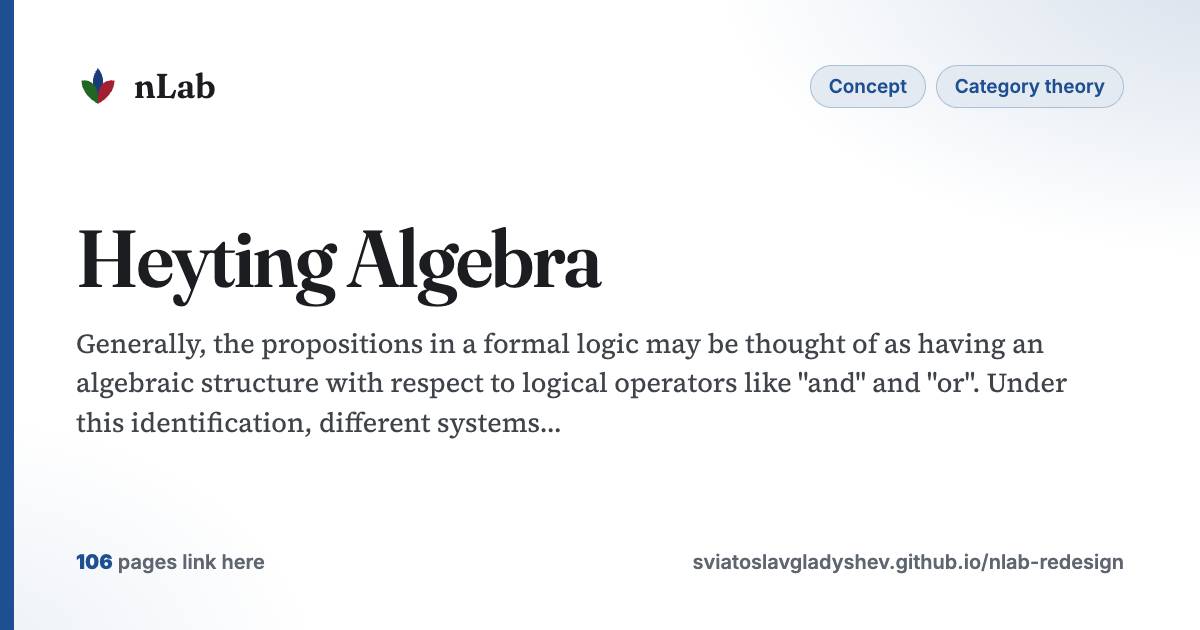 nLab
Concept
Category theory
Heyting Algebra
Generally, the propositions in a formal logic may be thought of as having an
algebraic structure with respect to logical operators like "and" and "or". Under
this identification, different systems...
106 pages link here
sviatoslavgladyshev.github.io/nlab-redesign